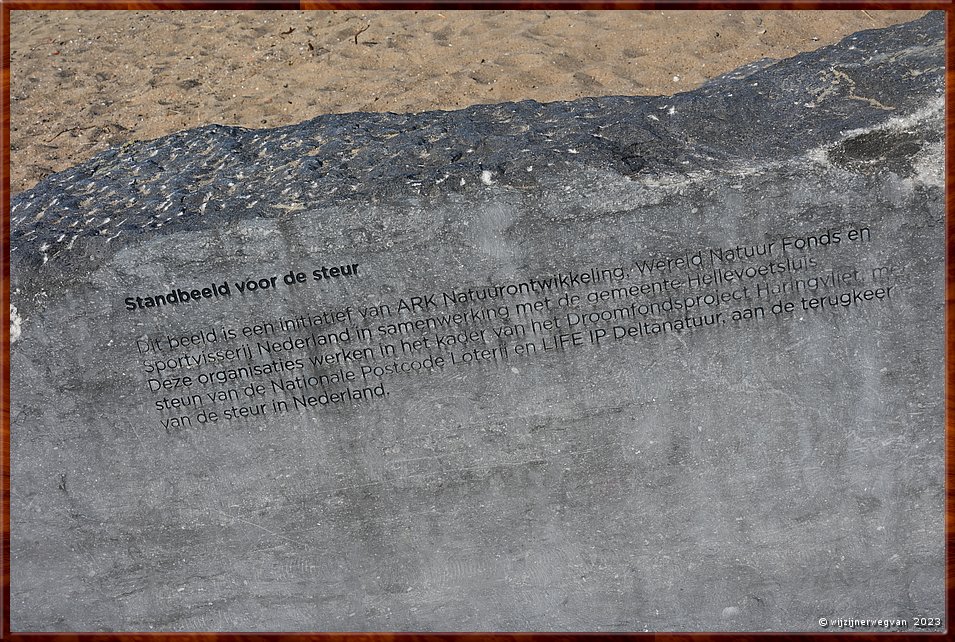 Standbeeld voor de steur
Dit beeld is een initiatief van ARK Natuurontwikkeling, Wereld Natuur Fonds en
Sportvisserij Nederland in samenwerking met de gemeente Hellevoetsluis
Deze organisaties werken in het kader van het Droomfondsproject Haringvliet, met
steun van de Nationale Postcode Loterij en LIFE IP Deltanatuur, aan de terugkeer
van de steur in Nederland.
© wijzijnerwegvan 2023